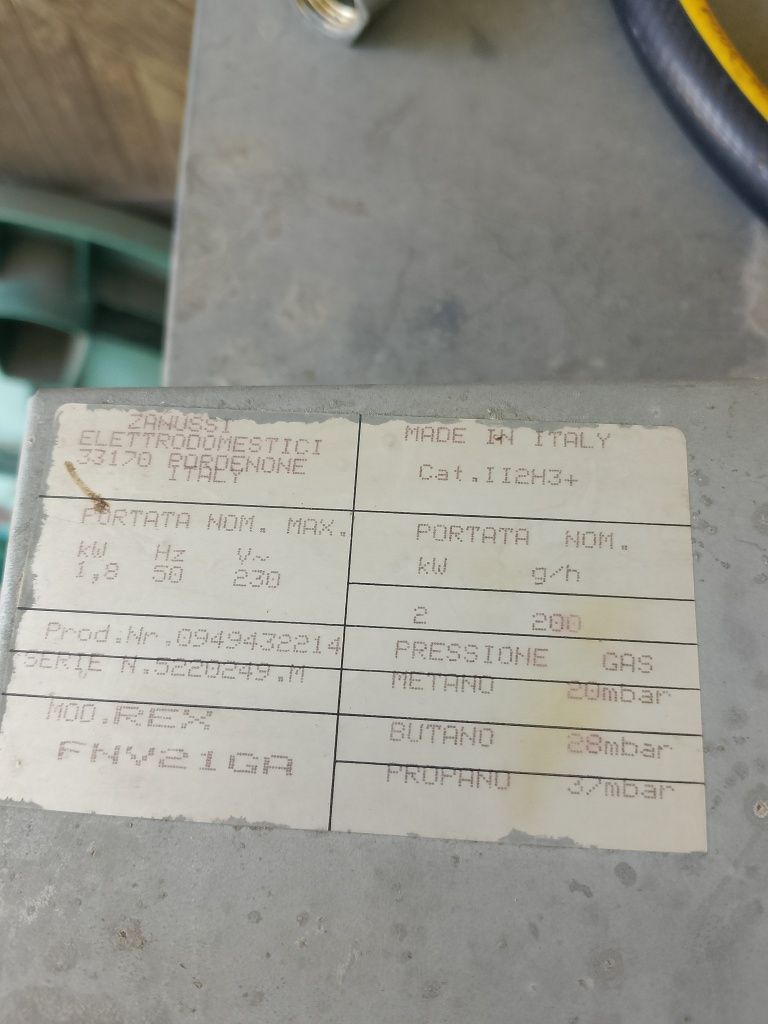 ZANUSSI
ELETTRODOMESTICI
33170 PORDENONE
ITALY
MADE IN ITALY
Cat.II2H3+
PORTATA NOM. MAX.
kW Hz V~
1,8 50 230
PORTATA NOM.
kW g/h
2 200
Prod.Nr.0949432214
SERIE N.5220249.M
MOD.REX
FNV21GA
PRESSIONE GAS
METANO 20mbar
BUTANO 28mbar
PROPANO 37mbar